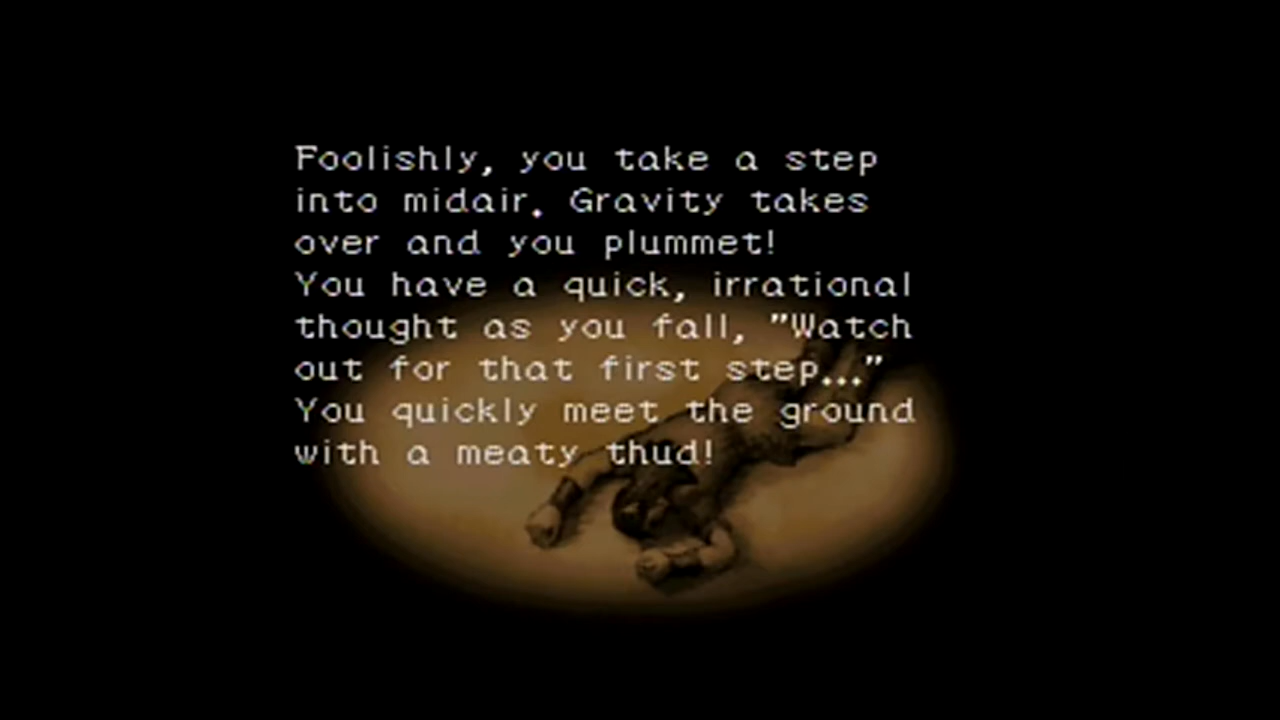 Foolishly, you take a step
into midair. Gravity takes
over and you plummet!
You have a quick, irrational
thought as you fall, "Watch
out for that first step..."
You quickly meet the ground
with a meaty thud!